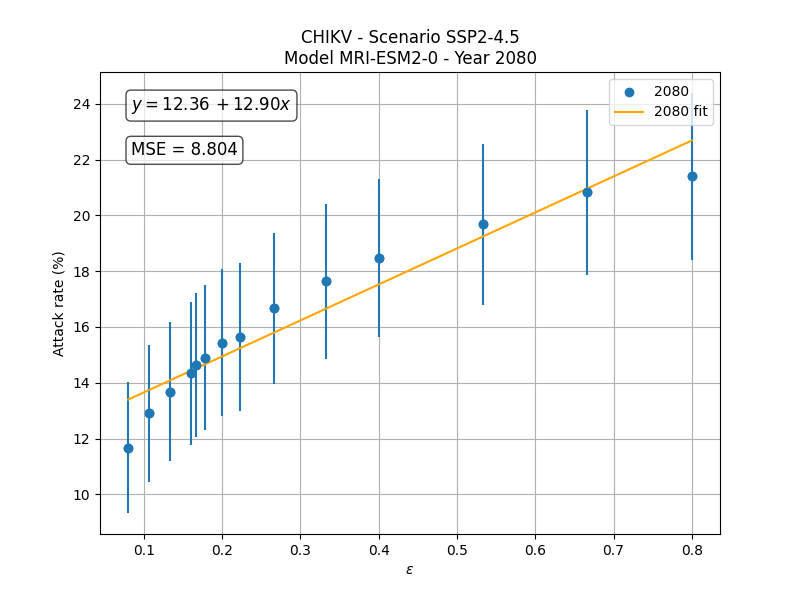 CHIKV - Scenario SSP2-4.5
Model MRI-ESM2-0 - Year 2080
y = 12.36 + 12.90x
MSE = 8.804
2080
2080 fit
Attack rate (%)
24
22
20
18
16
14
12
10
0.1 0.2 0.3 0.4 0.5 0.6 0.7 0.8
ε